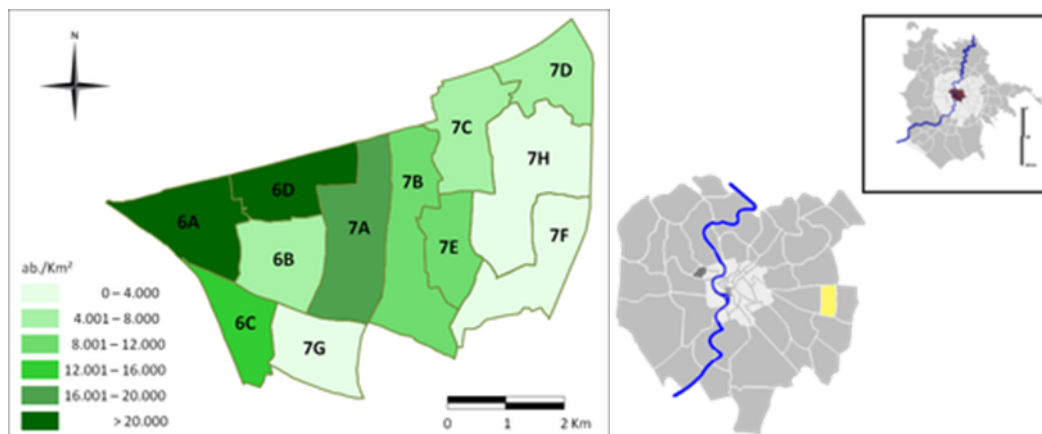 N
7D
7C
7H
6D
7B
6A
7A
7F
7E
6B
ab./Km²
0 – 4.000
4.001 – 8.000
8.001 – 12.000
12.001 – 16.000
16.001 – 20.000
> 20.000
6C
7G
0 1 2 Km